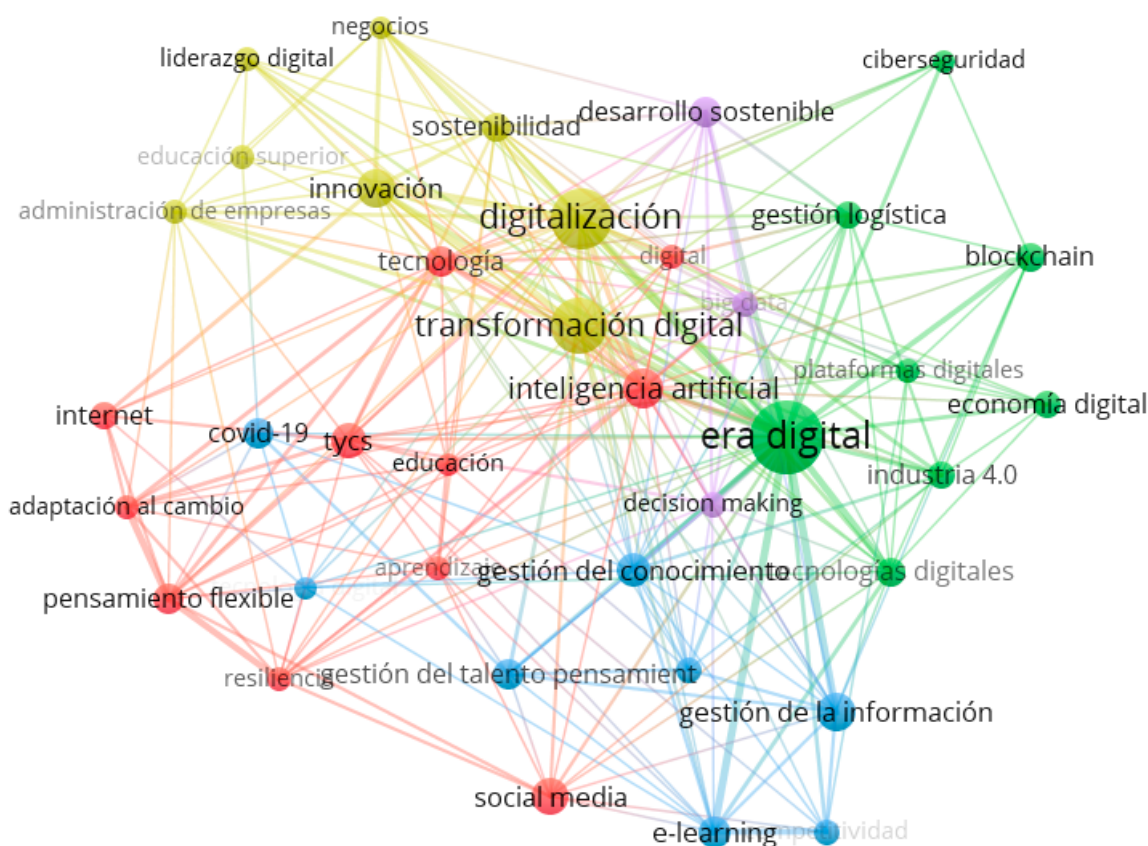 negocios
liderazgo digital
ciberseguridad
desarrollo sostenible
sostenibilidad
educación superior
innovación
administración de empresas
digitalización
gestión logística
tecnología
digital
blockchain
big data
transformación digital
plataformas digitales
inteligencia artificial
economía digital
internet
covid-19
tycs
era digital
educación
industria 4.0
adaptación al cambio
decision making
aprendizaje
gestión del conocimiento
tecnologías digitales
pensamiento flexible
resiliencia
gestión del talento
pensamient
gestión de la información
social media
e-learning